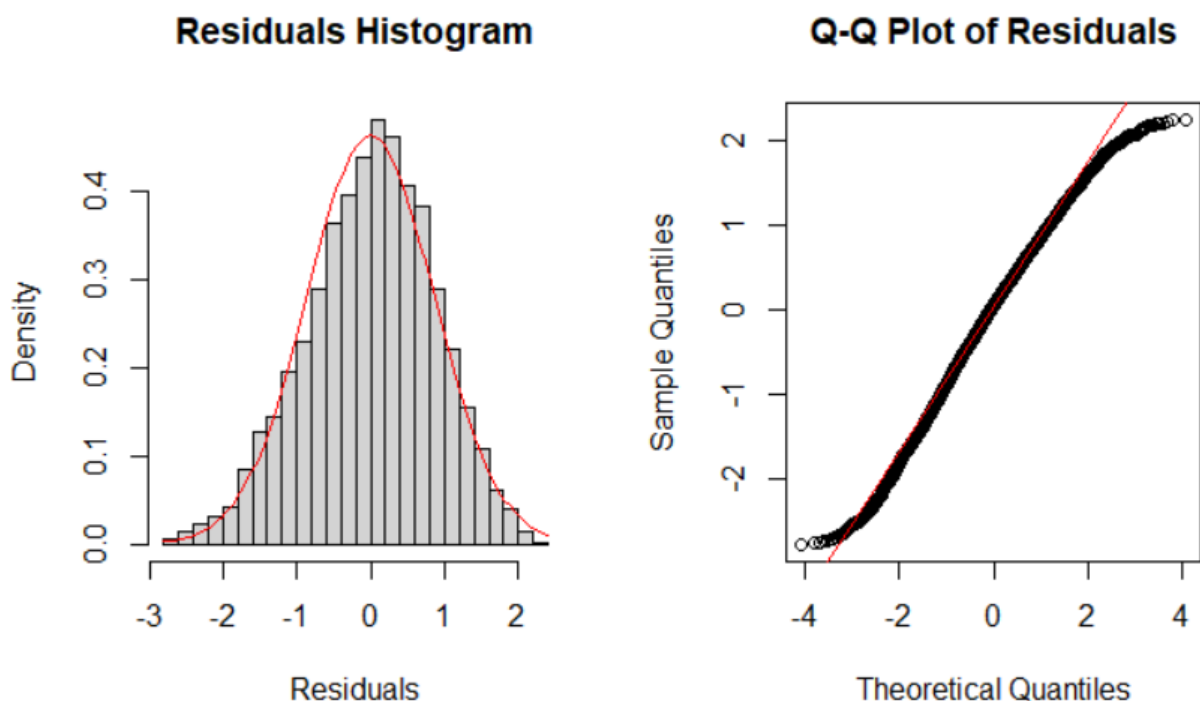 Residuals Histogram
Density
0.0 0.1 0.2 0.3 0.4
-3 -2 -1 0 1 2
Residuals
Q-Q Plot of Residuals
Sample Quantiles
-2 -1 0 1 2
-4 -2 0 2 4
Theoretical Quantiles